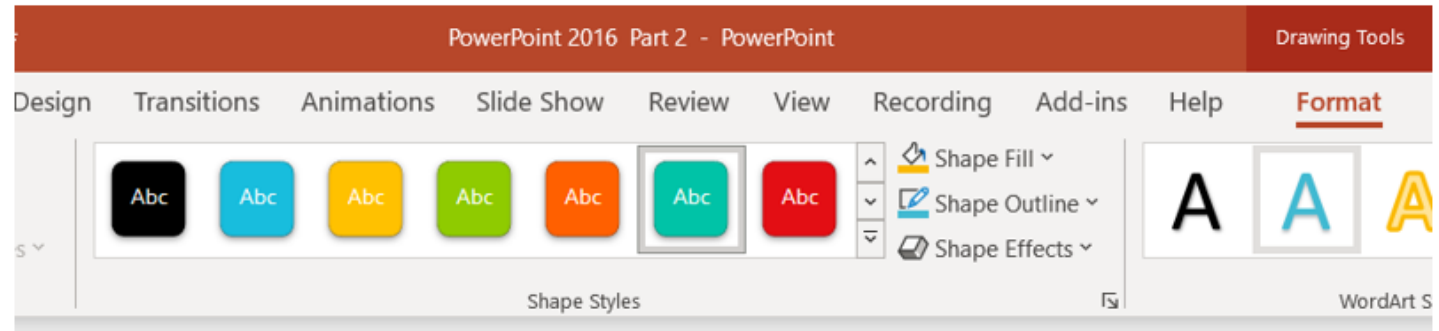 PowerPoint 2016 Part 2 - PowerPoint
Drawing Tools
Design Transitions Animations Slide Show Review View Recording Add-ins Help Format
Abc Abc Abc Abc Abc Abc Abc
Shape Fill
Shape Outline
Shape Effects
A A A
Shape Styles
WordArt S